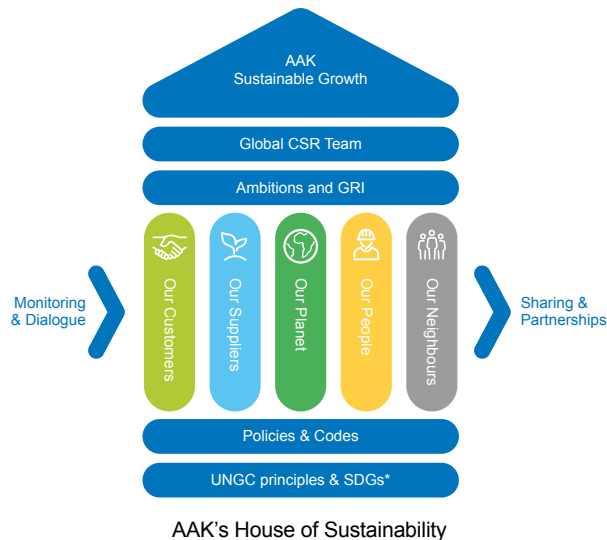 AAK
Sustainable Growth
Global CSR Team
Ambitions and GRI
Monitoring
& Dialogue
Our Customers
Our Suppliers
Our Planet
Our People
Our Neighbours
Sharing &
Partnerships
Policies & Codes
UNGC principles & SDGs*
AAK's House of Sustainability